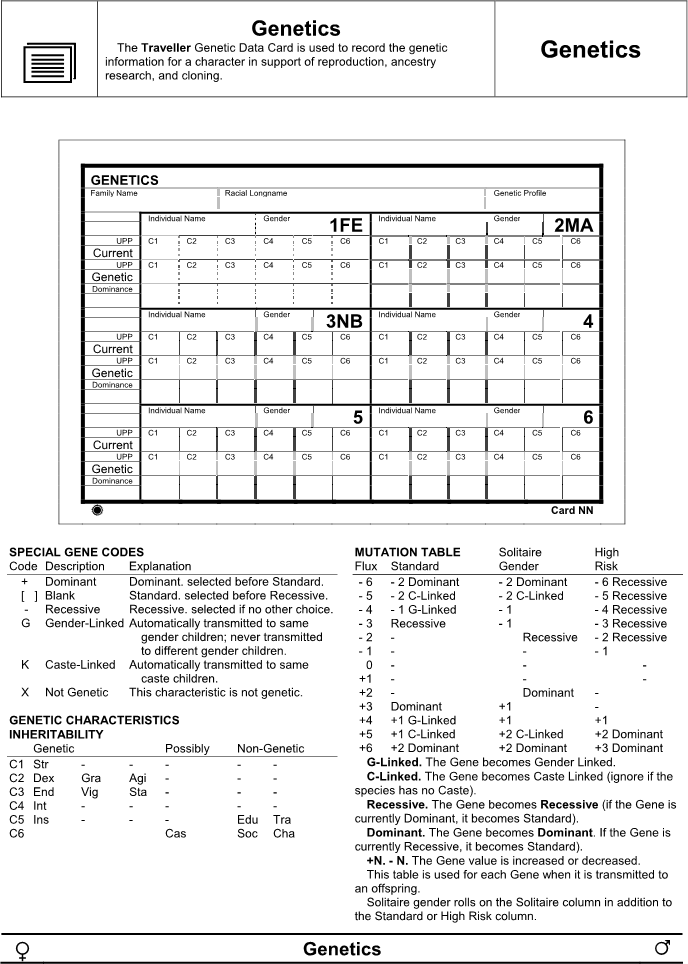 Genetics
The Traveller Genetic Data Card is used to record the genetic
information for a character in support of reproduction, ancestry
research, and cloning.
Genetics
GENETICS
Family Name Racial Longname Genetic Profile
Individual Name Gender 1FE Individual Name Gender 2MA
UPP C1 C2 C3 C4 C5 C6 C1 C2 C3 C4 C5 C6
Current
UPP C1 C2 C3 C4 C5 C6 C1 C2 C3 C4 C5 C6
Genetic
Dominance
Individual Name Gender 3NB Individual Name Gender 4
UPP C1 C2 C3 C4 C5 C6 C1 C2 C3 C4 C5 C6
Current
UPP C1 C2 C3 C4 C5 C6 C1 C2 C3 C4 C5 C6
Genetic
Dominance
Individual Name Gender 5 Individual Name Gender 6
UPP C1 C2 C3 C4 C5 C6 C1 C2 C3 C4 C5 C6
Current
UPP C1 C2 C3 C4 C5 C6 C1 C2 C3 C4 C5 C6
Genetic
Dominance
Card NN
SPECIAL GENE CODES
Code Description Explanation
+ Dominant Dominant. selected before Standard.
[ ] Blank Standard. selected before Recessive.
- Recessive Recessive. selected if no other choice.
G Gender-Linked Automatically transmitted to same
gender children; never transmitted
to different gender children.
K Caste-Linked Automatically transmitted to same
caste children.
X Not Genetic This characteristic is not genetic.
GENETIC CHARACTERISTICS
INHERITABILITY
Genetic Possibly Non-Genetic
C1 Str - - - - -
C2 Dex Gra Agi - - -
C3 End Vig Sta - - -
C4 Int - - - - -
C5 Ins - - - Edu Tra
C6 Cas Soc Cha
MUTATION TABLE Solitaire High
Flux Standard Gender Risk
- 6 - 2 Dominant - 2 Dominant - 6 Recessive
- 5 - 2 C-Linked - 2 C-Linked - 5 Recessive
- 4 - 1 G-Linked - 1 - 4 Recessive
- 3 Recessive - 1 - 3 Recessive
- 2 - Recessive - 2 Recessive
- 1 - - - 1
0 - - -
+1 - - -
+2 - Dominant -
+3 Dominant +1 -
+4 +1 G-Linked +1 +1
+5 +1 C-Linked +2 C-Linked +2 Dominant
+6 +2 Dominant +2 Dominant +3 Dominant
G-Linked. The Gene becomes Gender Linked.
C-Linked. The Gene becomes Caste Linked (ignore if the
species has no Caste).
Recessive. The Gene becomes Recessive (if the Gene is
currently Dominant, it becomes Standard).
Dominant. The Gene becomes Dominant. If the Gene is
currently Recessive, it becomes Standard).
+N. - N. The Gene value is increased or decreased.
This table is used for each Gene when it is transmitted to
an offspring.
Solitaire gender rolls on the Solitaire column in addition to
the Standard or High Risk column.
♀ Genetics ♂